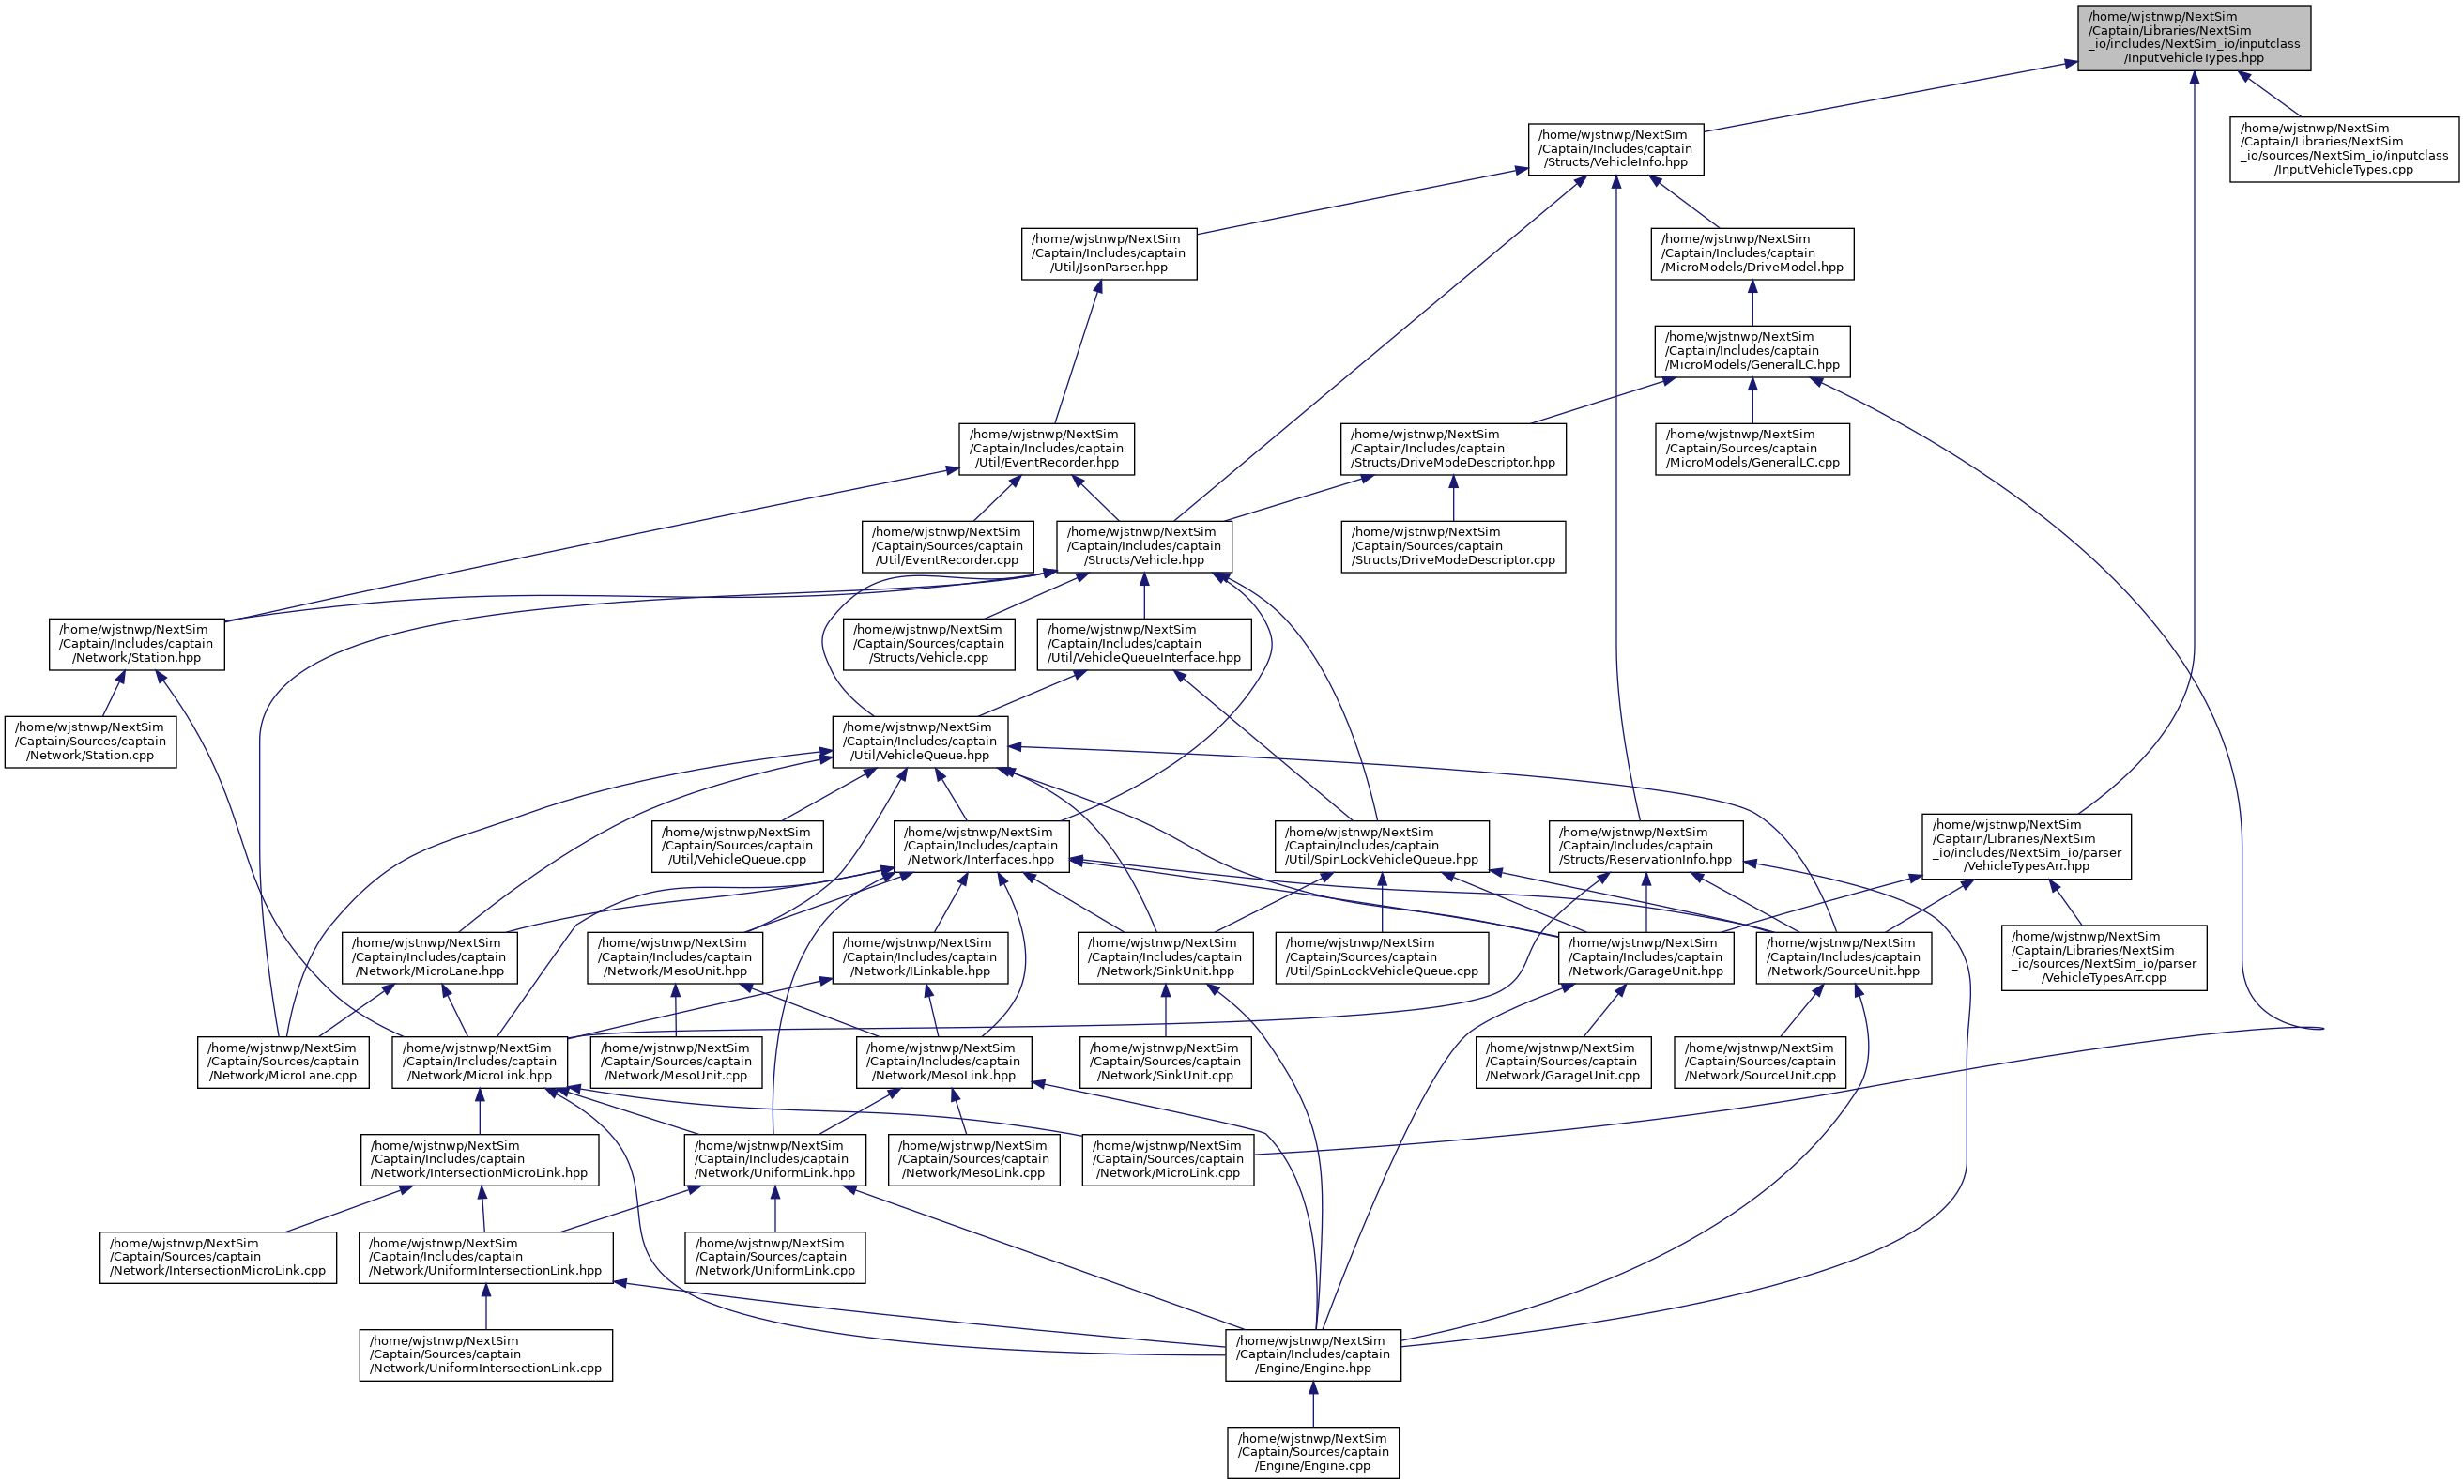 /home/wjstnwp/NextSim
/Captain/Libraries/NextSim
_io/includes/NextSim_io/inputclass
/InputVehicleTypes.hpp
/home/wjstnwp/NextSim
/Captain/Includes/captain
/Structs/VehicleInfo.hpp
/home/wjstnwp/NextSim
/Captain/Libraries/NextSim
_io/sources/NextSim_io/inputclass
/InputVehicleTypes.cpp
/home/wjstnwp/NextSim
/Captain/Includes/captain
/Util/JsonParser.hpp
/home/wjstnwp/NextSim
/Captain/Includes/captain
/MicroModels/DriveModel.hpp
/home/wjstnwp/NextSim
/Captain/Includes/captain
/MicroModels/GeneralLC.hpp
/home/wjstnwp/NextSim
/Captain/Includes/captain
/Util/EventRecorder.hpp
/home/wjstnwp/NextSim
/Captain/Includes/captain
/Structs/DriveModeDescriptor.hpp
/home/wjstnwp/NextSim
/Captain/Sources/captain
/MicroModels/GeneralLC.cpp
/home/wjstnwp/NextSim
/Captain/Sources/captain
/Util/EventRecorder.cpp
/home/wjstnwp/NextSim
/Captain/Includes/captain
/Structs/Vehicle.hpp
/home/wjstnwp/NextSim
/Captain/Sources/captain
/Structs/DriveModeDescriptor.cpp
/home/wjstnwp/NextSim
/Captain/Includes/captain
/Network/Station.hpp
/home/wjstnwp/NextSim
/Captain/Sources/captain
/Structs/Vehicle.cpp
/home/wjstnwp/NextSim
/Captain/Includes/captain
/Util/VehicleQueueInterface.hpp
/home/wjstnwp/NextSim
/Captain/Sources/captain
/Network/Station.cpp
/home/wjstnwp/NextSim
/Captain/Includes/captain
/Util/VehicleQueue.hpp
/home/wjstnwp/NextSim
/Captain/Sources/captain
/Util/VehicleQueue.cpp
/home/wjstnwp/NextSim
/Captain/Includes/captain
/Network/Interfaces.hpp
/home/wjstnwp/NextSim
/Captain/Includes/captain
/Util/SpinLockVehicleQueue.hpp
/home/wjstnwp/NextSim
/Captain/Includes/captain
/Structs/ReservationInfo.hpp
/home/wjstnwp/NextSim
/Captain/Libraries/NextSim
_io/includes/NextSim_io/parser
/VehicleTypesArr.hpp
/home/wjstnwp/NextSim
/Captain/Includes/captain
/Network/MicroLane.hpp
/home/wjstnwp/NextSim
/Captain/Includes/captain
/Network/MesoUnit.hpp
/home/wjstnwp/NextSim
/Captain/Includes/captain
/Network/ILinkable.hpp
/home/wjstnwp/NextSim
/Captain/Includes/captain
/Network/SinkUnit.hpp
/home/wjstnwp/NextSim
/Captain/Sources/captain
/Util/SpinLockVehicleQueue.cpp
/home/wjstnwp/NextSim
/Captain/Includes/captain
/Network/GarageUnit.hpp
/home/wjstnwp/NextSim
/Captain/Includes/captain
/Network/SourceUnit.hpp
/home/wjstnwp/NextSim
/Captain/Libraries/NextSim
_io/sources/NextSim_io/parser
/VehicleTypesArr.cpp
/home/wjstnwp/NextSim
/Captain/Sources/captain
/Network/MicroLane.cpp
/home/wjstnwp/NextSim
/Captain/Includes/captain
/Network/MicroLink.hpp
/home/wjstnwp/NextSim
/Captain/Sources/captain
/Network/MesoUnit.cpp
/home/wjstnwp/NextSim
/Captain/Includes/captain
/Network/MesoLink.hpp
/home/wjstnwp/NextSim
/Captain/Sources/captain
/Network/SinkUnit.cpp
/home/wjstnwp/NextSim
/Captain/Sources/captain
/Network/GarageUnit.cpp
/home/wjstnwp/NextSim
/Captain/Sources/captain
/Network/SourceUnit.cpp
/home/wjstnwp/NextSim
/Captain/Includes/captain
/Network/IntersectionMicroLink.hpp
/home/wjstnwp/NextSim
/Captain/Includes/captain
/Network/UniformLink.hpp
/home/wjstnwp/NextSim
/Captain/Sources/captain
/Network/MesoLink.cpp
/home/wjstnwp/NextSim
/Captain/Sources/captain
/Network/MicroLink.cpp
/home/wjstnwp/NextSim
/Captain/Sources/captain
/Network/IntersectionMicroLink.cpp
/home/wjstnwp/NextSim
/Captain/Includes/captain
/Network/UniformIntersectionLink.hpp
/home/wjstnwp/NextSim
/Captain/Sources/captain
/Network/UniformLink.cpp
/home/wjstnwp/NextSim
/Captain/Sources/captain
/Network/UniformIntersectionLink.cpp
/home/wjstnwp/NextSim
/Captain/Includes/captain
/Engine/Engine.hpp
/home/wjstnwp/NextSim
/Captain/Sources/captain
/Engine/Engine.cpp